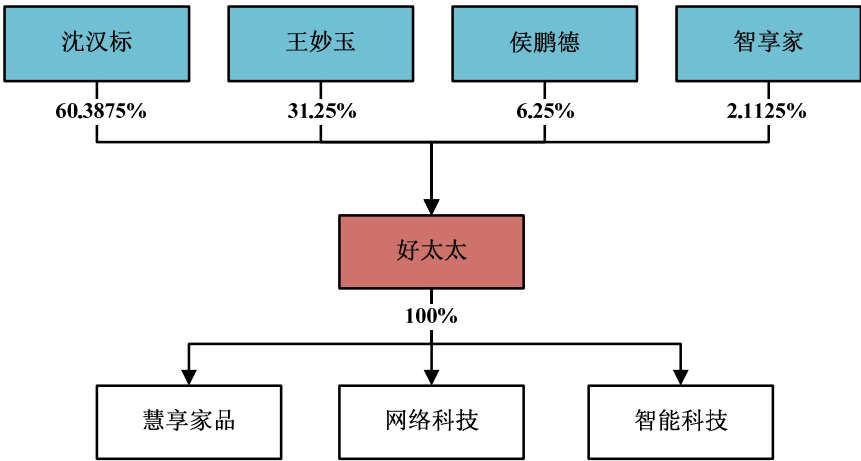 沈汉标
王妙玉
侯鹏德
智享家
60.3875%
31.25%
6.25%
2.1125%
好太太
100%
慧享家品
网络科技
智能科技